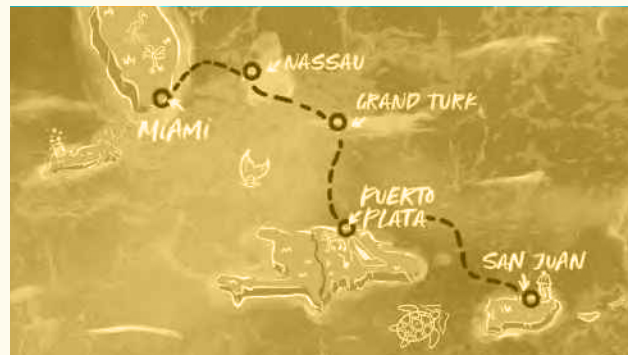 NASSAU
GRAND TURK
MIAMI
PUERTO
PLATA
SAN JUAN